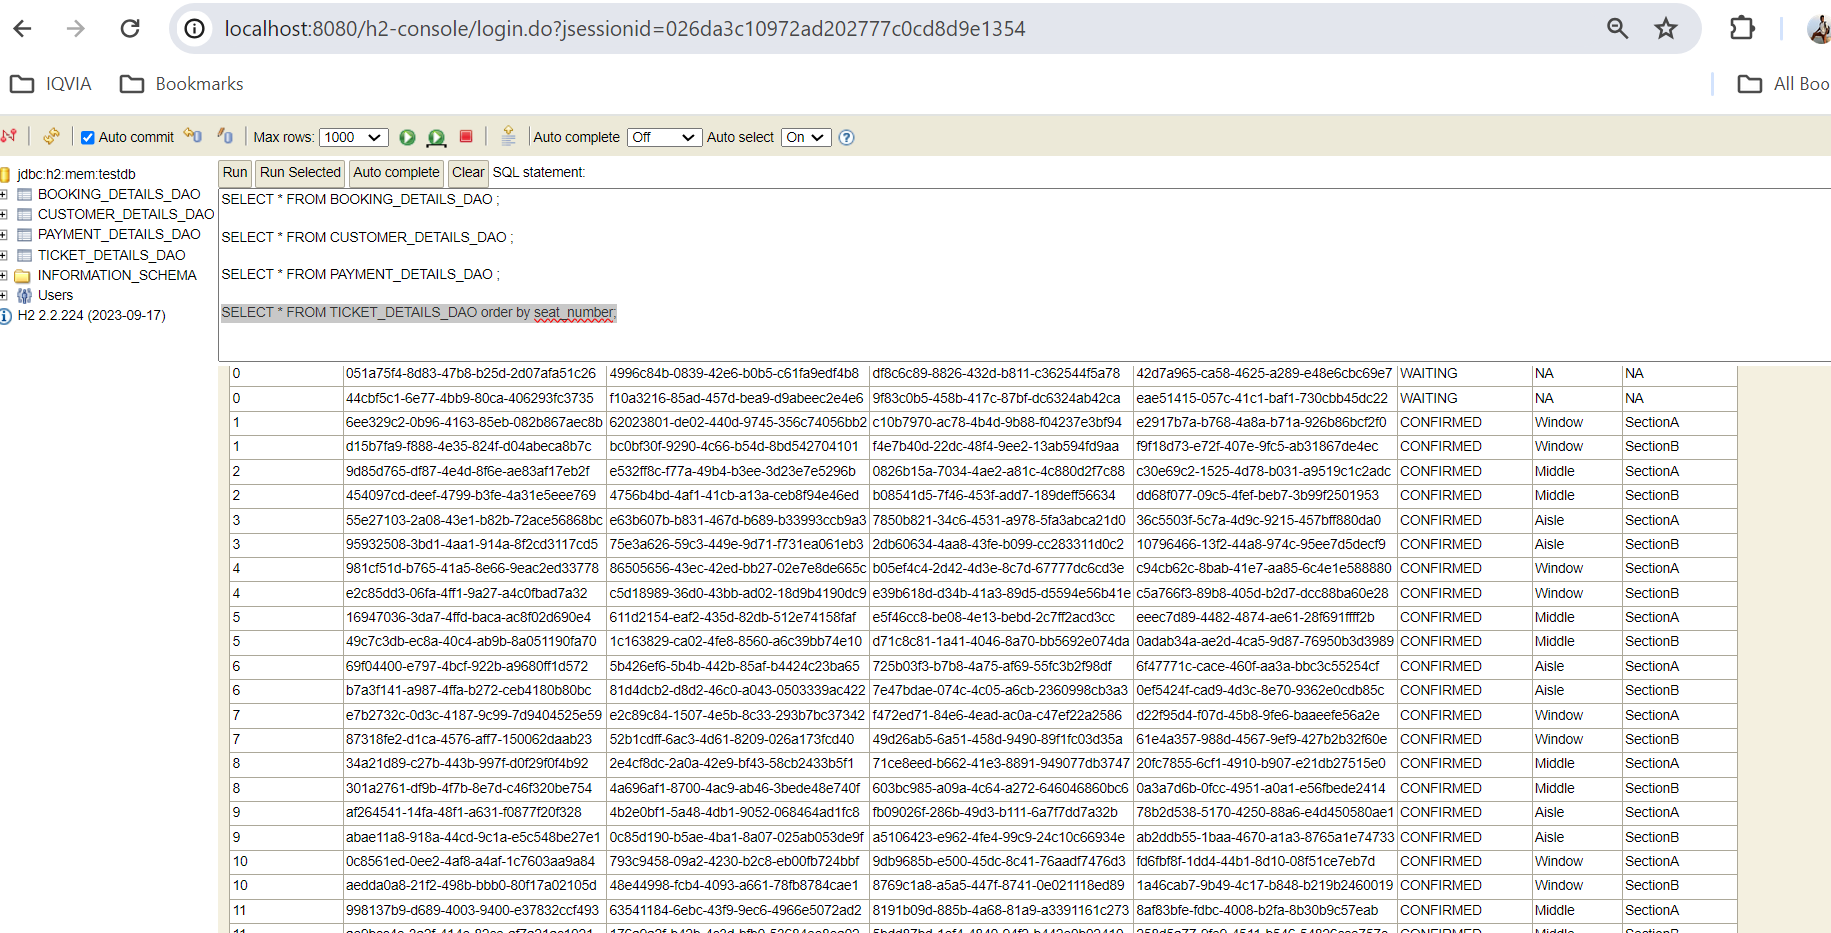 localhost:8080/h2-console/login.do?jsessionid=026da3c10972ad202777c0cd8d9e1354
IQVIA Bookmarks All Boo
Auto commit Max rows: 1000 Auto complete Off Auto select On
jdbc:h2:mem:testdb
BOOKING_DETAILS_DAO
CUSTOMER_DETAILS_DAO
PAYMENT_DETAILS_DAO
TICKET_DETAILS_DAO
INFORMATION_SCHEMA
Users
H2 2.2.224 (2023-09-17)
Run Run Selected Auto complete Clear SQL statement:
SELECT * FROM BOOKING_DETAILS_DAO ;
SELECT * FROM CUSTOMER_DETAILS_DAO ;
SELECT * FROM PAYMENT_DETAILS_DAO ;
SELECT * FROM TICKET_DETAILS_DAO order by seat_number;
0 051a75f4-8d83-47b8-b25d-2d07afa51c26 4996c84b-0839-42e6-b0b5-c61fa9edf4b8 df8c6c89-8826-432d-b811-c362544f5a78 42d7a965-ca58-4625-a289-e48e6cbc69e7 WAITING NA NA
0 44cbf5c1-6e77-4bb9-80ca-406293fc3735 f10a3216-85ad-457d-bea9-d9abeec2e4e6 9f83c0b5-458b-417c-87bf-dc6324ab42ca eae51415-057c-41c1-baf1-730cbb45dc22 WAITING NA NA
1 6ee329c2-0b96-4163-85eb-082b867aec8b 62023801-de02-440d-9745-356c74056bb2 c10b7970-ac78-4b4d-9b88-f04237e3bf94 e2917b7a-b768-4a8a-b71a-926b86bcf2f0 CONFIRMED Window SectionA
1 d15b7fa9-f888-4e35-824f-d04abeca8b7c bc0bf30f-9290-4c66-b54d-8bd542704101 f4e7b40d-22dc-48f4-9ee2-13ab594fd9aa f9f18d73-e72f-407e-9fc5-ab31867de4ec CONFIRMED Window SectionB
2 9d85d765-df87-4e4d-8f6e-ae83af17eb2f e532ff8c-f77a-49b4-b3ee-3d23e7e5296b 0826b15a-7034-4ae2-a81c-4c880d2f7c88 c30e69c2-1525-4d78-b031-a9519c1c2adc CONFIRMED Middle SectionA
2 454097cd-deef-4799-b3fe-4a31e5eee769 4756b4bd-4af1-41cb-a13a-ceb8f94e46ed b08541d5-7f46-453f-add7-189deff56634 dd68f077-09c5-4fef-beb7-3b99f2501953 CONFIRMED Middle SectionB
3 55e27103-2a08-43e1-b82b-72ace56868bc e63b607b-b831-467d-b689-b33993ccb9a3 7850b821-34c6-4531-a978-5fa3abca21d0 36c5503f-5c7a-4d9c-9215-457bff880da0 CONFIRMED Aisle SectionA
3 95932508-3bd1-4aa1-914a-8f2cd3117cd5 75e3a626-59c3-449e-9d71-f731ea061eb3 2db60634-4aa8-43fe-b099-cc283311d0c2 10796466-13f2-44a8-974c-95ee7d5decf9 CONFIRMED Aisle SectionB
4 981cf51d-b765-41a5-8e66-9eac2ed33778 86505656-43ec-42ed-bb27-02e7e8de665c b05ef4c4-2d42-4d3e-8c7d-67777dc6cd3e c94cb62c-8bab-41e7-aa85-6c4e1e588880 CONFIRMED Window SectionA
4 e2c85dd3-06fa-4ff1-9a27-a4c0fbad7a32 c5d18989-36d0-43bb-ad02-18d9b4190dc9 e39b618d-d34b-41a3-89d5-d5594e56b41e c5a766f3-89b8-405d-b2d7-dcc88ba60e28 CONFIRMED Window SectionB
5 16947036-3da7-4ffd-baca-ac8f02d690e4 611d2154-eaf2-435d-82db-512e74158faf e5f46cc8-be08-4e13-bebd-2c7ff2acd3cc eeec7d89-4482-4874-ae61-28f691ffff2b CONFIRMED Middle SectionA
5 49c7c3db-ec8a-40c4-ab9b-8a051190fa70 1c163829-ca02-4fe8-8560-a6c39bb74e10 d71c8c81-1a41-4046-8a70-bb5692e074da 0adab34a-ae2d-4ca5-9d87-76950b3d3989 CONFIRMED Middle SectionB
6 69f04400-e797-4bcf-922b-a9680ff1d572 5b426ef6-5b4b-442b-85af-b4424c23ba65 725b03f3-b7b8-4a75-af69-55fc3b2f98df 6f47771c-cace-460f-aa3a-bbc3c55254cf CONFIRMED Aisle SectionA
6 b7a3f141-a987-4ffa-b272-ceb4180b80bc 81d4dcb2-d8d2-46c0-a043-0503339ac422 7e47bdae-074c-4c05-a6cb-2360998cb3a3 0ef5424f-cad9-4d3c-8e70-9362e0cdb85c CONFIRMED Aisle SectionB
7 e7b2732c-0d3c-4187-9c99-7d9404525e59 e2c89c84-1507-4e5b-8c33-293b7bc37342 f472ed71-84e6-4ead-ac0a-c47ef22a2586 d22f95d4-f07d-45b8-9fe6-baaeefe56a2e CONFIRMED Window SectionA
7 87318fe2-d1ca-4576-aff7-150062daab23 52b1cdff-6ac3-4d61-8209-026a173fcd40 49d26ab5-6a51-458d-9490-89f1fc03d35a 61e4a357-988d-4567-9ef9-427b2b32f60e CONFIRMED Window SectionB
8 34a21d89-c27b-443b-997f-d0f29f0f4b92 2e4cf8dc-2a0a-42e9-bf43-58cb2433b5f1 71ce8eed-b662-41e3-8891-949077db3747 20fc7855-6cf1-4910-b907-e21db27515e0 CONFIRMED Middle SectionA
8 301a2761-df9b-4f7b-8e7d-c46f320be754 4a696af1-8700-4ac9-ab46-3bede48e740f 603bc985-a09a-4c64-a272-646046860bc6 0a3a7d6b-0fcc-4951-a0a1-e56fbede2414 CONFIRMED Middle SectionB
9 af264541-14fa-48f1-a631-f0877f20f328 4b2e0bf1-5a48-4db1-9052-068464ad1fc8 fb09026f-286b-49d3-b111-6a7f7dd7a32b 78b2d538-5170-4250-88a6-e4d450580ae1 CONFIRMED Aisle SectionA
9 abae11a8-918a-44cd-9c1a-e5c548be27e1 0c85d190-b5ae-4ba1-8a07-025ab053de9f a5106423-e962-4fe4-99c9-24c10c66934e ab2ddb55-1baa-4670-a1a3-8765a1e74733 CONFIRMED Aisle SectionB
10 0c8561ed-0ee2-4af8-a4af-1c7603aa9a84 793c9458-09a2-4230-b2c8-eb00fb724bbf 9db9685b-e500-45dc-8c41-76aadf7476d3 fd6fbf8f-1dd4-44b1-8d10-08f51ce7eb7d CONFIRMED Window SectionA
10 aedda0a8-21f2-498b-bbb0-80f17a02105d 48e44998-fcb4-4093-a661-78fb8784cae1 8769c1a8-a5a5-447f-8741-0e021118ed89 1a46cab7-9b49-4c17-b848-b219b2460019 CONFIRMED Window SectionB
11 998137b9-d689-4003-9400-e37832ccf493 63541184-6ebc-43f9-9ec6-4966e5072ad2 8191b09d-885b-4a68-81a9-a3391161c273 8af83bfe-fdbc-4008-b2fa-8b30b9c57eab CONFIRMED Middle SectionA
11 CONFIRMED Middle SectionB